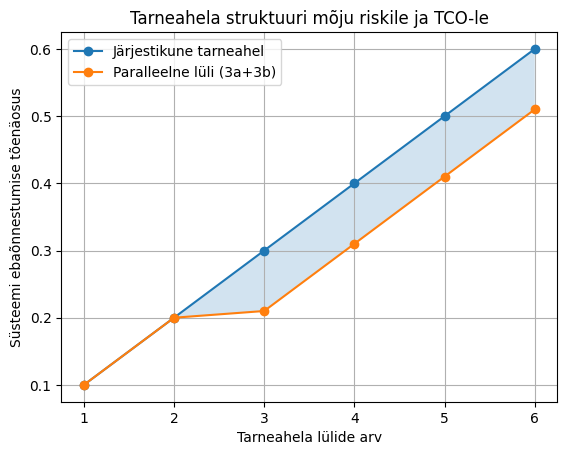 Tarneahela struktuuri mõju riskile ja TCO-le
Järjestikune tarneahel
Paralleelne lüli (3a+3b)
Süsteemi ebaõnnestumise tõenäosus
0.6
0.5
0.4
0.3
0.2
0.1
1 2 3 4 5 6
Tarneahela lülide arv